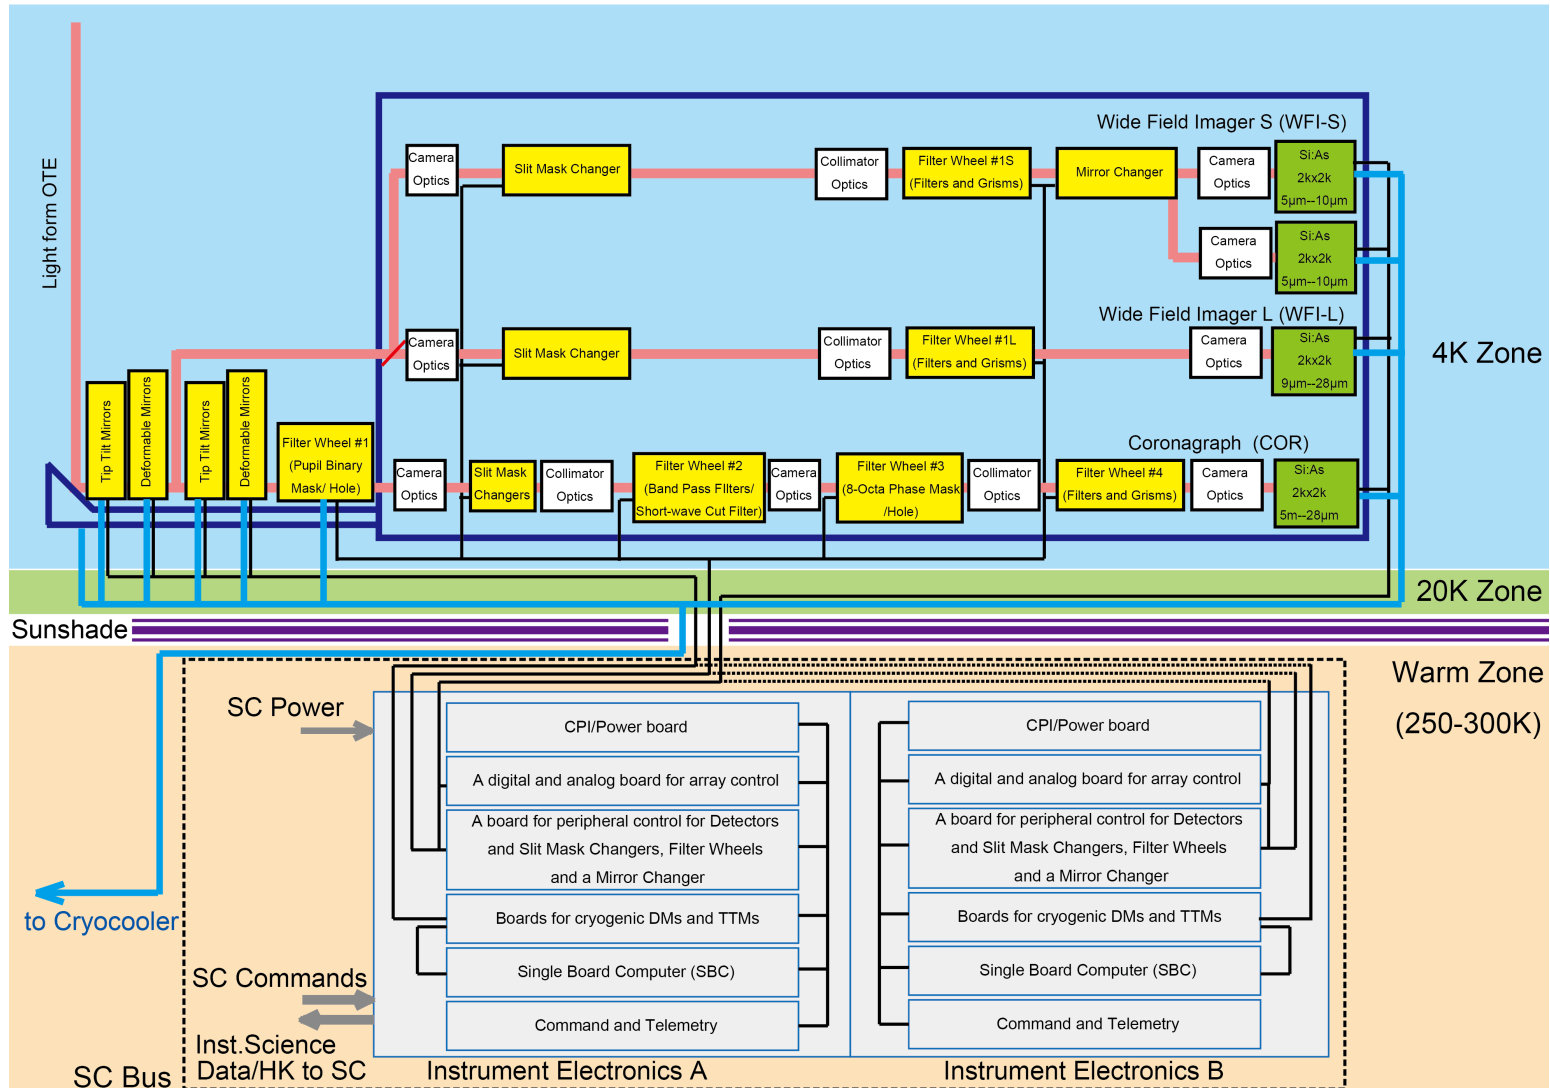 Light form OTE
Wide Field Imager S (WFI-S)
Camera
Optics
Slit Mask Changer
Collimator
Optics
Filter Wheel #1S
(Filters and Grisms)
Mirror Changer
Camera
Optics
Si:As
2kx2k
5µm--10µm
Camera
Optics
Si:As
2kx2k
5µm--10µm
Wide Field Imager L (WFI-L)
Camera
Optics
Slit Mask Changer
Collimator
Optics
Filter Wheel #1L
(Filters and Grisms)
Camera
Optics
Si:As
2kx2k
9µm--28µm
4K Zone
Tip Tilt Mirrors
Deformable Mirrors
Tip Tilt Mirrors
Deformable Mirrors
Filter Wheel #1
(Pupil Binary
Mask/ Hole)
Coronagraph (COR)
Camera
Optics
Slit Mask
Changers
Collimator
Optics
Filter Wheel #2
(Band Pass FIlters/
Short-wave Cut Filter)
Camera
Optics
Filter Wheel #3
(8-Octa Phase Mask
/Hole)
Collimator
Optics
Filter Wheel #4
(Filters and Grisms)
Camera
Optics
Si:As
2kx2k
5m--28µm
20K Zone
Sunshade
Warm Zone
(250-300K)
SC Power
CPI/Power board
A digital and analog board for array control
A board for peripheral control for Detectors
and Slit Mask Changers, Filter Wheels
and a Mirror Changer
Boards for cryogenic DMs and TTMs
Single Board Computer (SBC)
Command and Telemetry
CPI/Power board
A digital and analog board for array control
A board for peripheral control for Detectors
and Slit Mask Changers, Filter Wheels
and a Mirror Changer
Boards for cryogenic DMs and TTMs
Single Board Computer (SBC)
Command and Telemetry
to Cryocooler
SC Commands
Inst.Science
Data/HK to SC
SC Bus
Instrument Electronics A
Instrument Electronics B